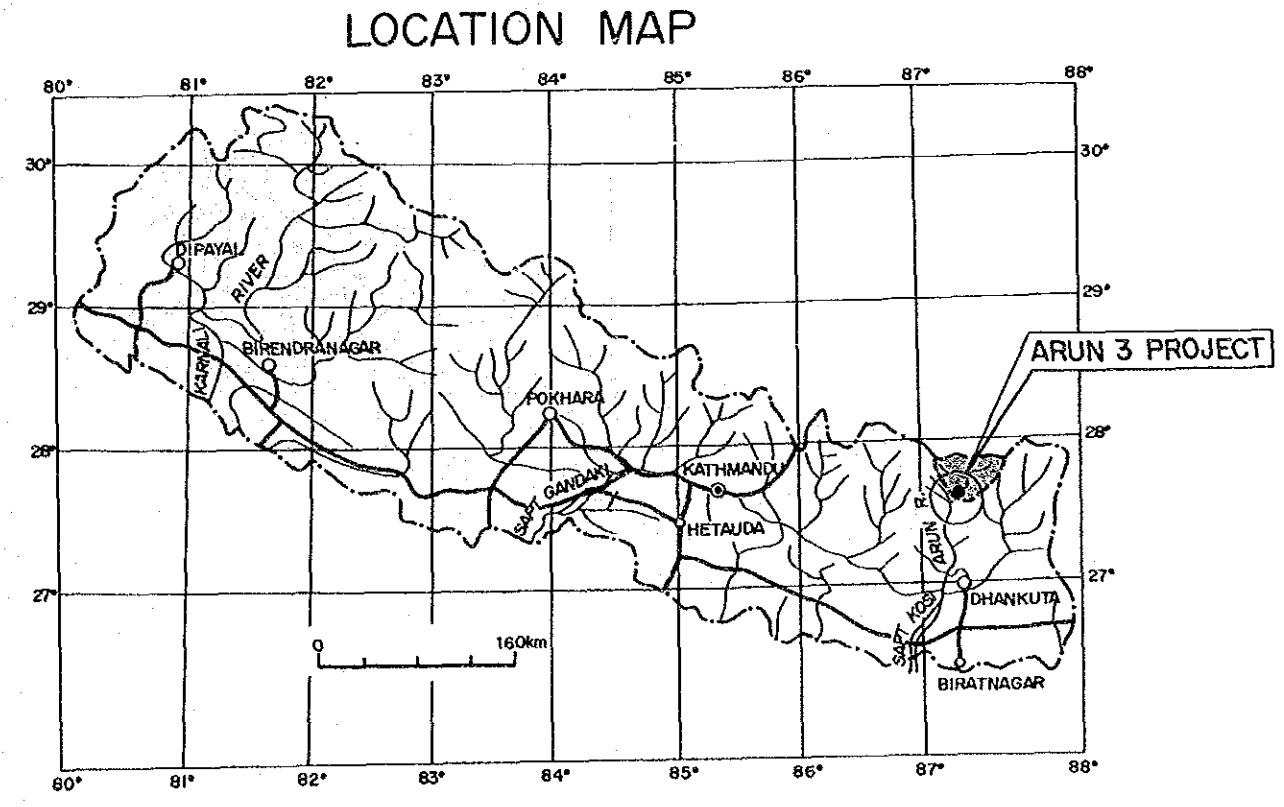 LOCATION MAP
80° 81° 82° 83° 84° 85° 86° 87° 88°
30° 30°
DIPAYAL
RIVER
29° 29°
KARNALI
BIRENDRANAGAR
ARUN 3 PROJECT
POKHARA
28° 28°
KATHMANDU
SAPT GANDAKI
ARUN R.
HETAUDA
27° 27°
DHANKUTA
SAPT KOSI
0 160km
BIRATNAGAR
80° 81° 82° 83° 84° 85° 86° 87° 88°